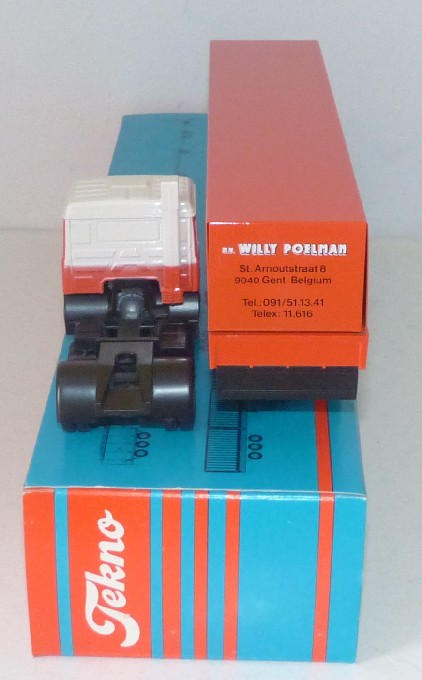 n.v. WILLY POELMAN
St. Arnoutstraat 8
9040 Gent Belgium
Tel.: 091/51.13.41
Telex: 11.616
Tekno